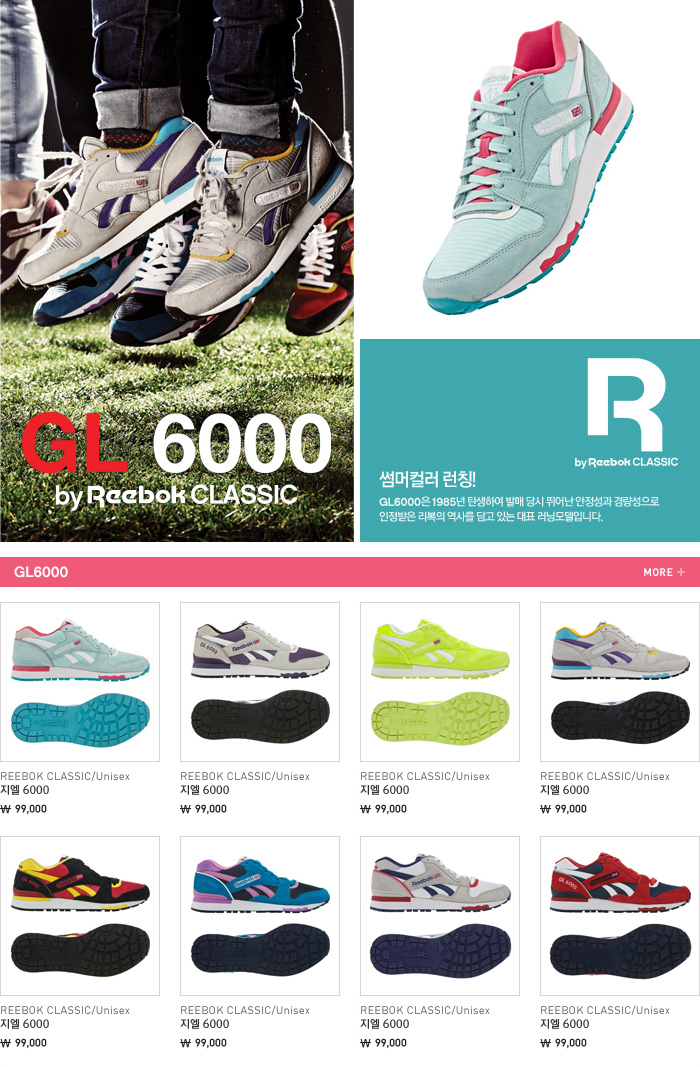 GL 6000
by Reebok CLASSIC
R
by Reebok CLASSIC
썸머컬러 런칭!
GL6000은 1985년 탄생하여 발매 당시 뛰어난 안정성과 경량성으로
인정받은 리복의 역사를 담고 있는 대표 러닝모델입니다.
GL6000
MORE +
REEBOK CLASSIC/Unisex
지엘 6000
₩ 99,000
REEBOK CLASSIC/Unisex
지엘 6000
₩ 99,000
REEBOK CLASSIC/Unisex
지엘 6000
₩ 99,000
REEBOK CLASSIC/Unisex
지엘 6000
₩ 99,000
REEBOK CLASSIC/Unisex
지엘 6000
₩ 99,000
REEBOK CLASSIC/Unisex
지엘 6000
₩ 99,000
REEBOK CLASSIC/Unisex
지엘 6000
₩ 99,000
REEBOK CLASSIC/Unisex
지엘 6000
₩ 99,000